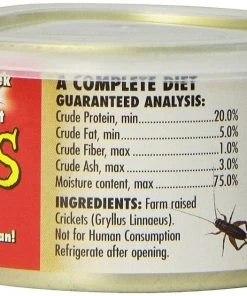 A COMPLETE DIET
GUARANTEED ANALYSIS:
Crude Protein, min..................20.0%
Crude Fat, min.......................5.0%
Crude Fiber, max....................1.0%
Crude Ash, max......................3.0%
Moisture content, max..........75.0%
INGREDIENTS: Farm raised
Crickets (Gryllus Linnaeus).
Not for Human Consumption
Refrigerate after opening.
S
an!